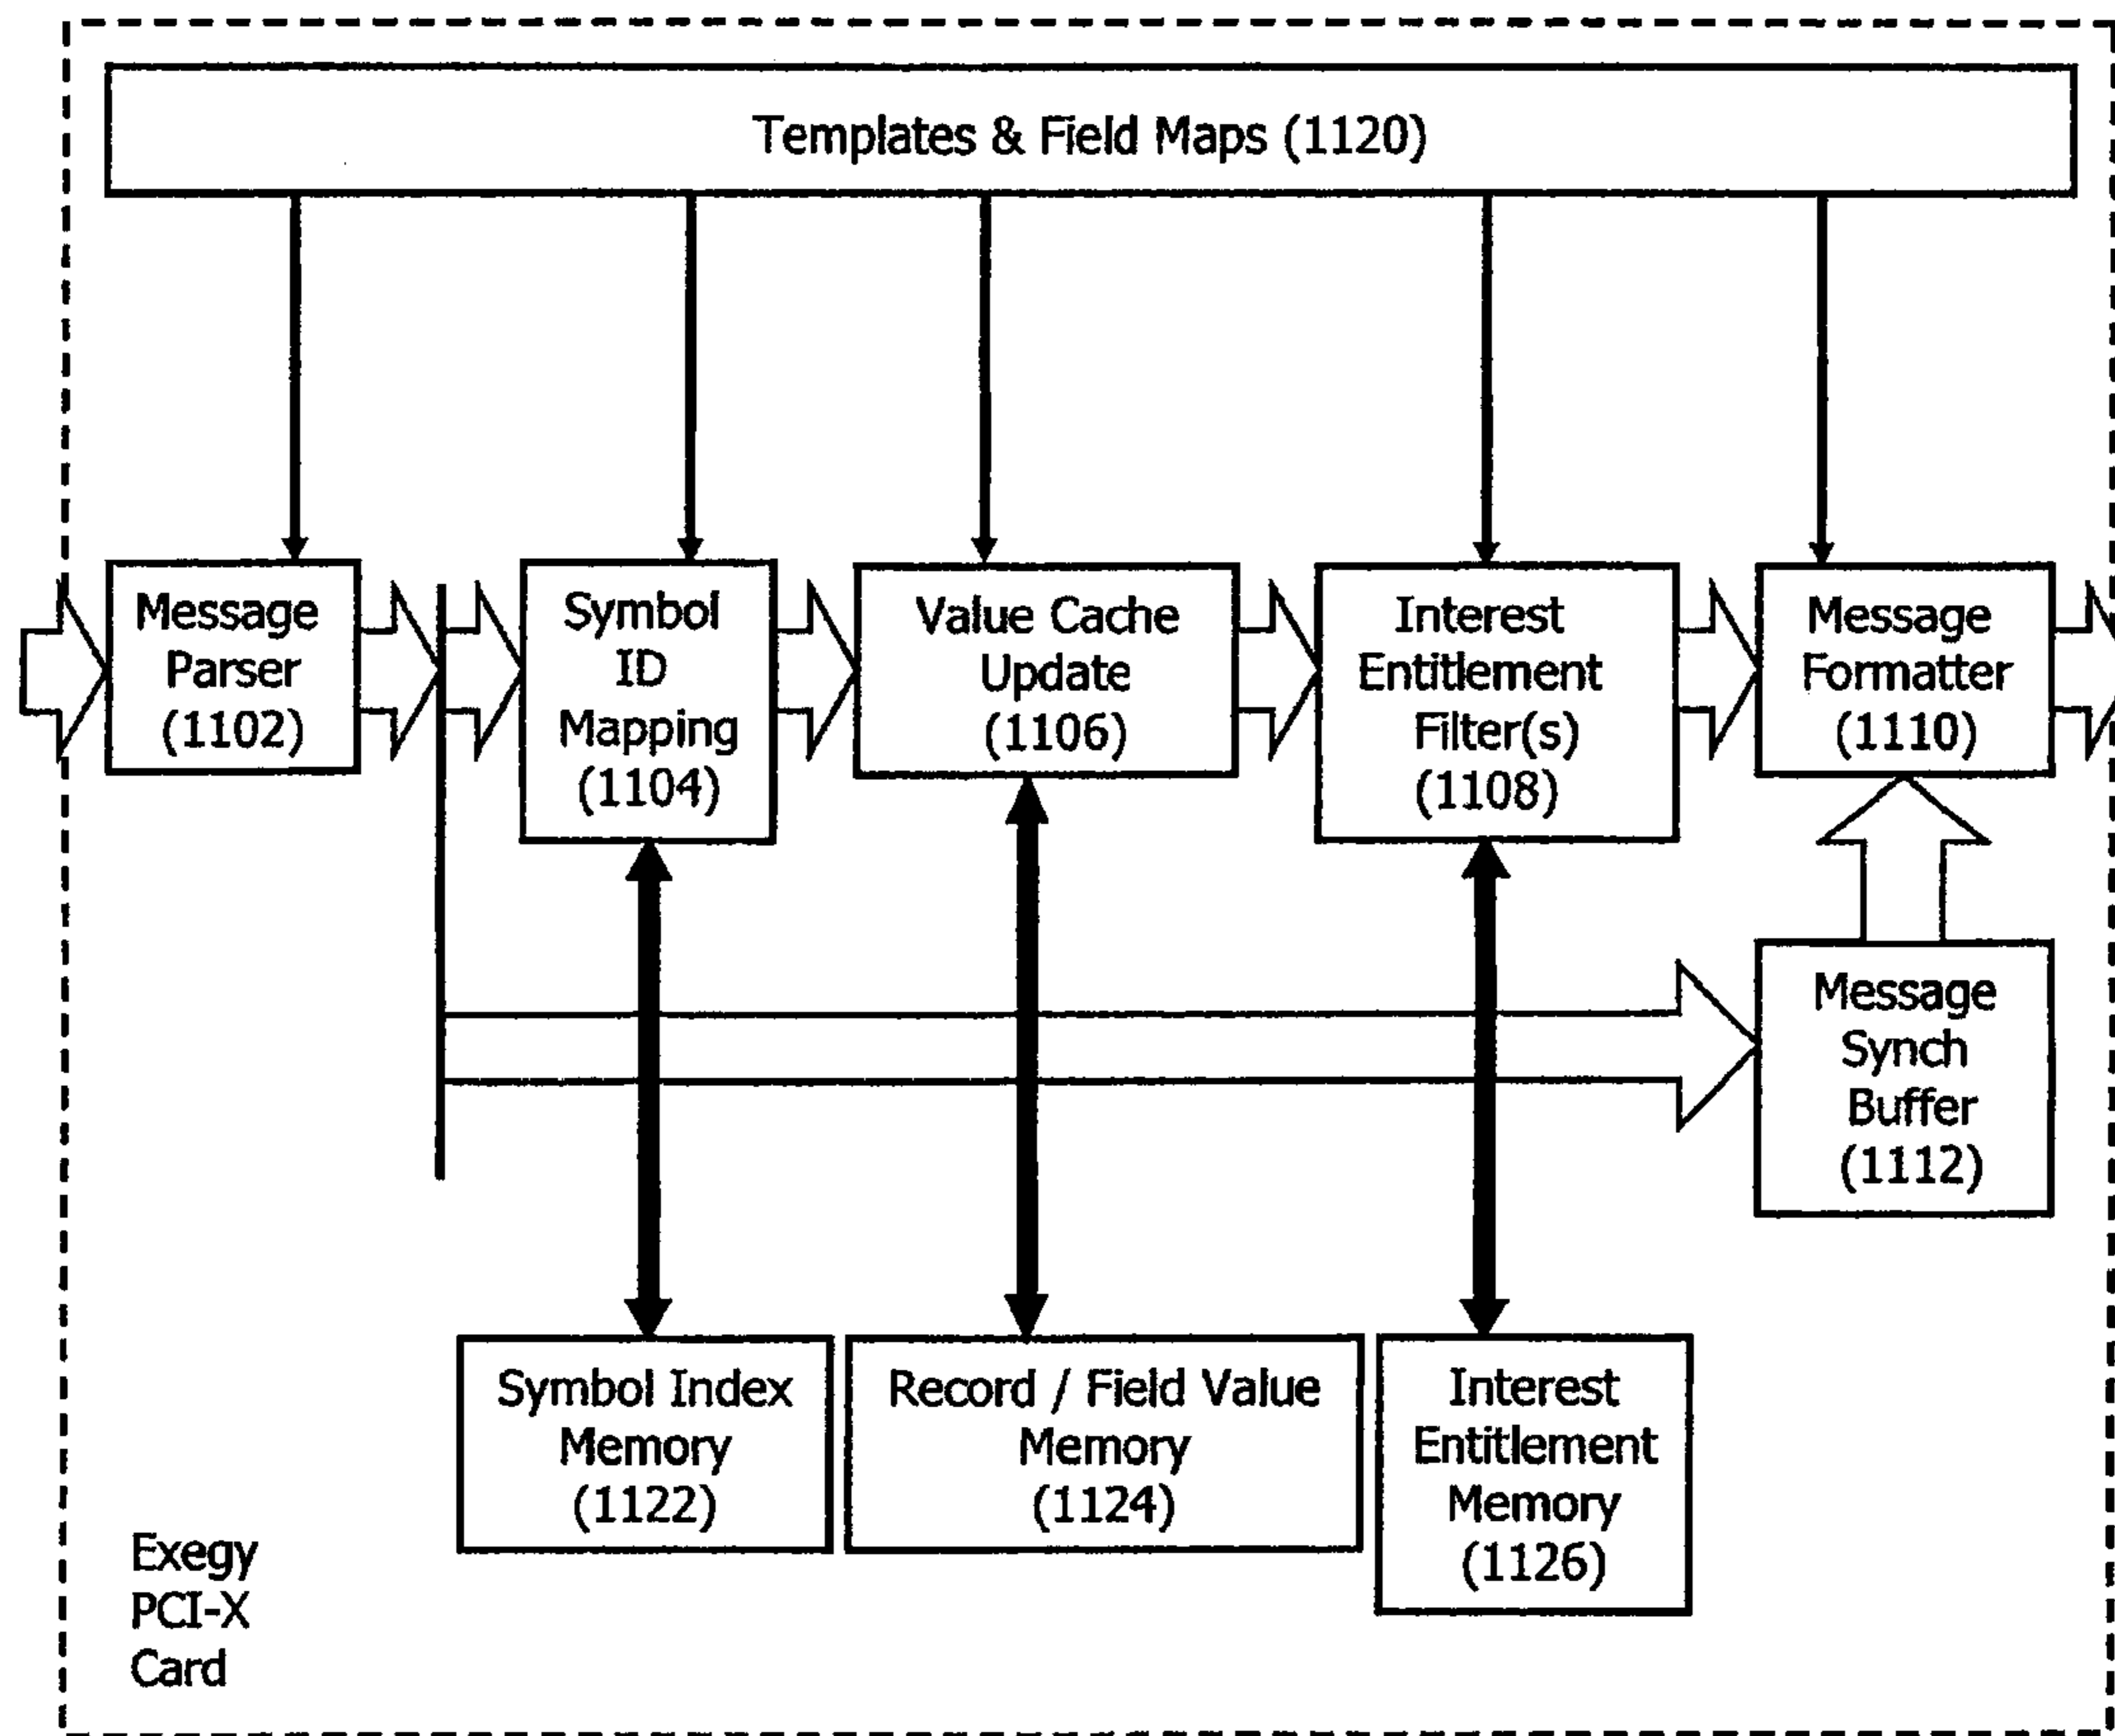 Templates & Field Maps (1120)
Message
Parser
(1102)
Symbol
ID
Mapping
(1104)
Value Cache
Update
(1106)
Interest
Entitlement
Filter(s)
(1108)
Message
Formatter
(1110)
Message
Synch
Buffer
(1112)
Symbol Index
Memory
(1122)
Record / Field Value
Memory
(1124)
Interest
Entitlement
Memory
(1126)
Exegy
PCI-X
Card